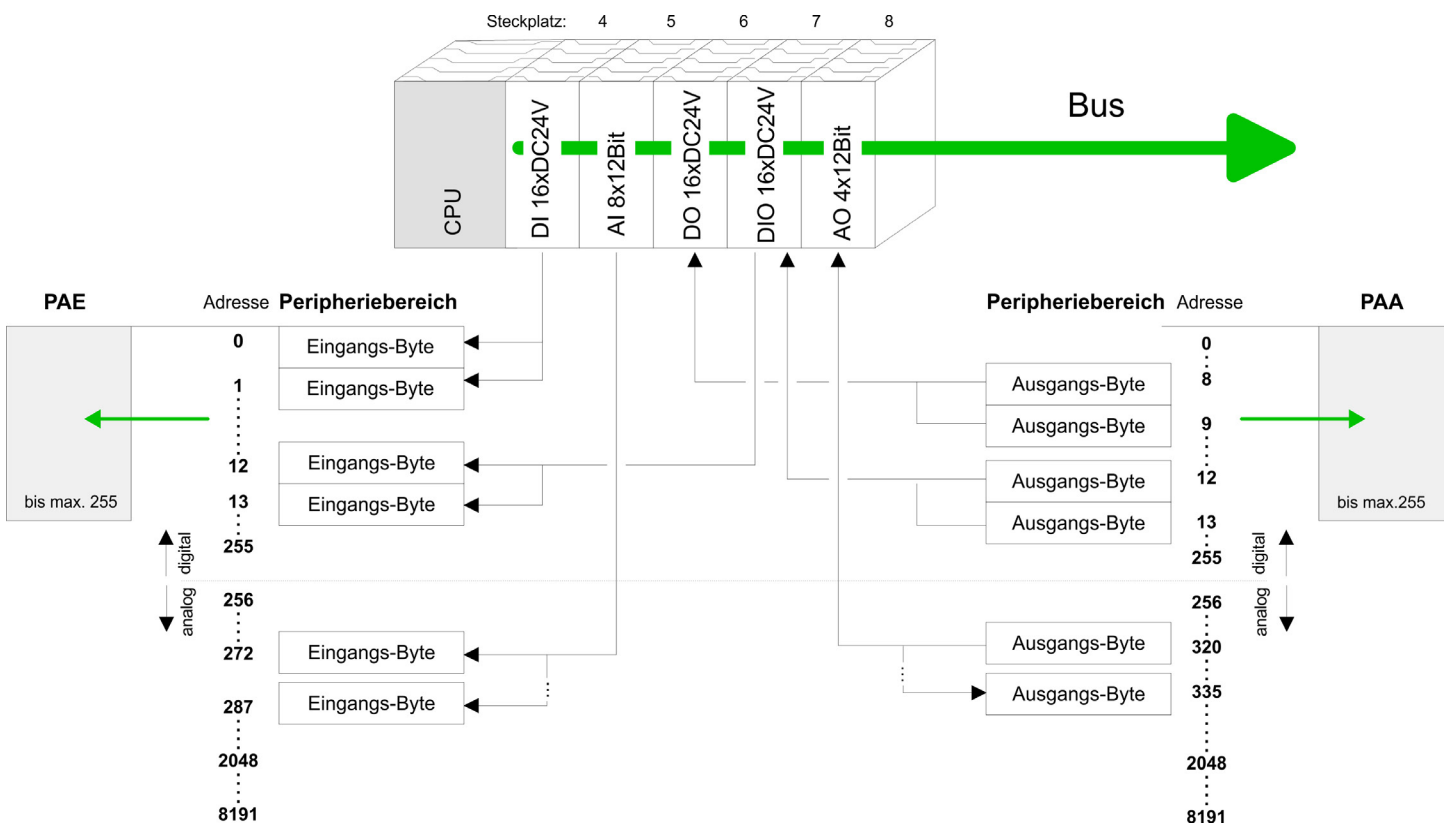 Steckplatz: 4 5 6 7 8
Bus
CPU
DI 16xDC24V
AI 8x12Bit
DO 16xDC24V
DIO 16xDC24V
AO 4x12Bit
PAE
bis max. 255
Adresse Peripheriebereich
0 Eingangs-Byte
1 Eingangs-Byte
12 Eingangs-Byte
13 Eingangs-Byte
255
digital
analog
256
272 Eingangs-Byte
287 Eingangs-Byte
2048
8191
Peripheriebereich Adresse
0
Ausgangs-Byte 8
Ausgangs-Byte 9
Ausgangs-Byte 12
Ausgangs-Byte 13
255
digital
analog
256
Ausgangs-Byte 320
Ausgangs-Byte 335
2048
8191
PAA
bis max.255